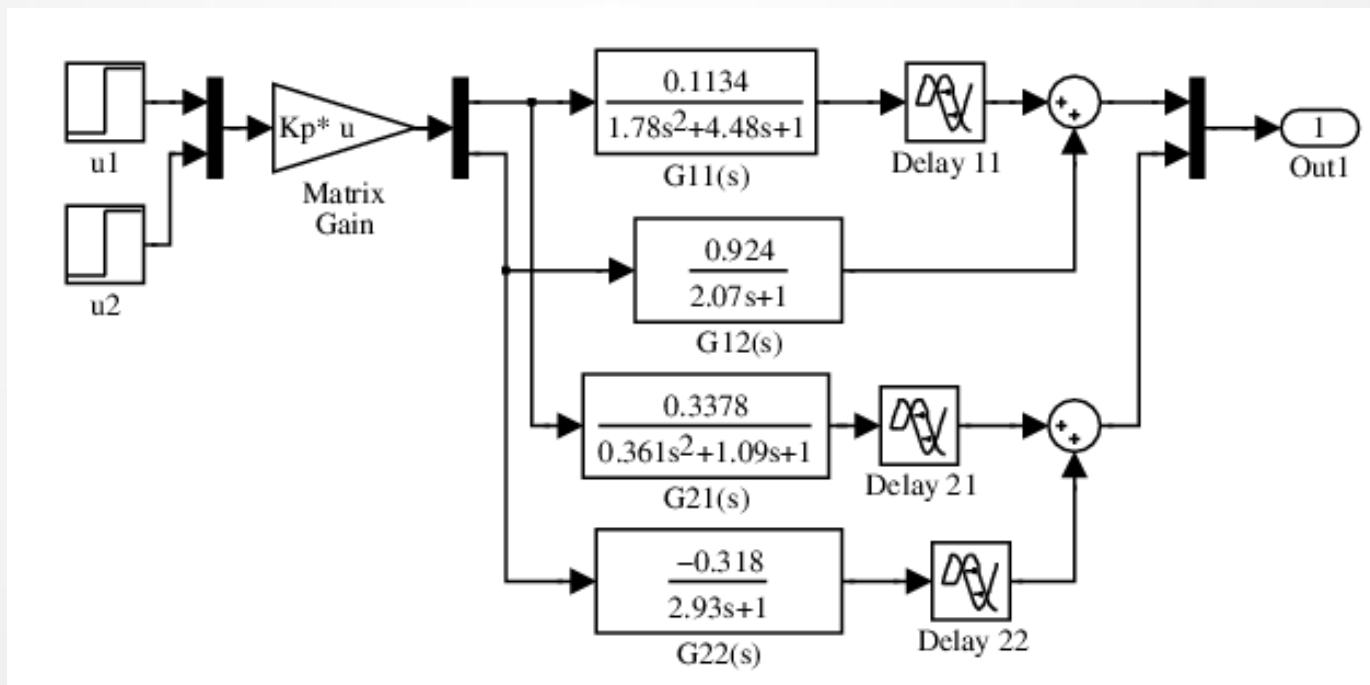 u1
u2
Kp* u
Matrix
Gain
0.1134
1.78s2+4.48s+1
G11(s)
Delay 11
0.924
2.07s+1
G12(s)
0.3378
0.361s2+1.09s+1
G21(s)
Delay 21
−0.318
2.93s+1
G22(s)
Delay 22
+
+
+
+
1
Out1